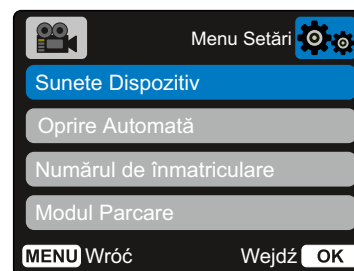 Menu Setări
Sunete Dispozitiv
Oprire Automată
Numărul de înmatriculare
Modul Parcare
MENU Wróć Wejdź OK